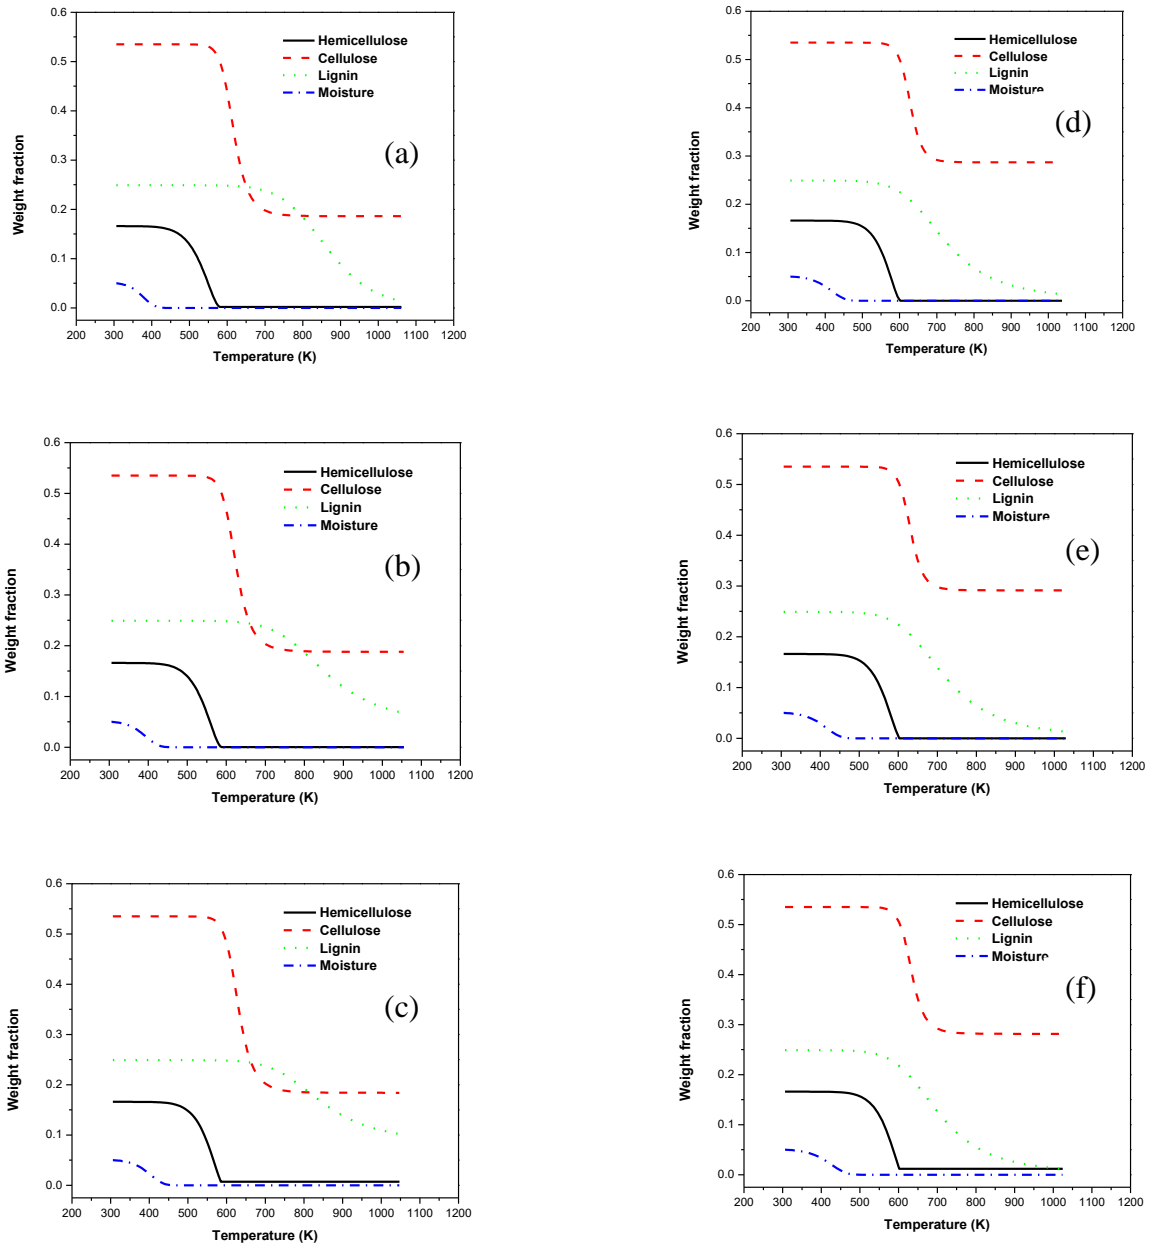 0.6
0.5
0.4
0.3
0.2
0.1
0.0
Weight fraction
Hemicellulose
Cellulose
Lignin
Moisture
(a)
200 300 400 500 600 700 800 900 1000 1100 1200
Temperature (K)
0.6
0.5
0.4
0.3
0.2
0.1
0.0
Weight fraction
Hemicellulose
Cellulose
Lignin
Moisture
(d)
200 300 400 500 600 700 800 900 1000 1100 1200
Temperature (K)
0.6
0.5
0.4
0.3
0.2
0.1
0.0
Weight fraction
Hemicellulose
Cellulose
Lignin
Moisture
(b)
200 300 400 500 600 700 800 900 1000 1100 1200
Temperature (K)
0.6
0.5
0.4
0.3
0.2
0.1
0.0
Weight fraction
Hemicellulose
Cellulose
Lignin
Moisture
(e)
200 300 400 500 600 700 800 900 1000 1100 1200
Temperature (K)
0.6
0.5
0.4
0.3
0.2
0.1
0.0
Weight fraction
Hemicellulose
Cellulose
Lignin
Moisture
(c)
200 300 400 500 600 700 800 900 1000 1100 1200
Temperature (K)
0.6
0.5
0.4
0.3
0.2
0.1
0.0
Weight fraction
Hemicellulose
Cellulose
Lignin
Moisture
(f)
200 300 400 500 600 700 800 900 1000 1100 1200
Temperature (K)